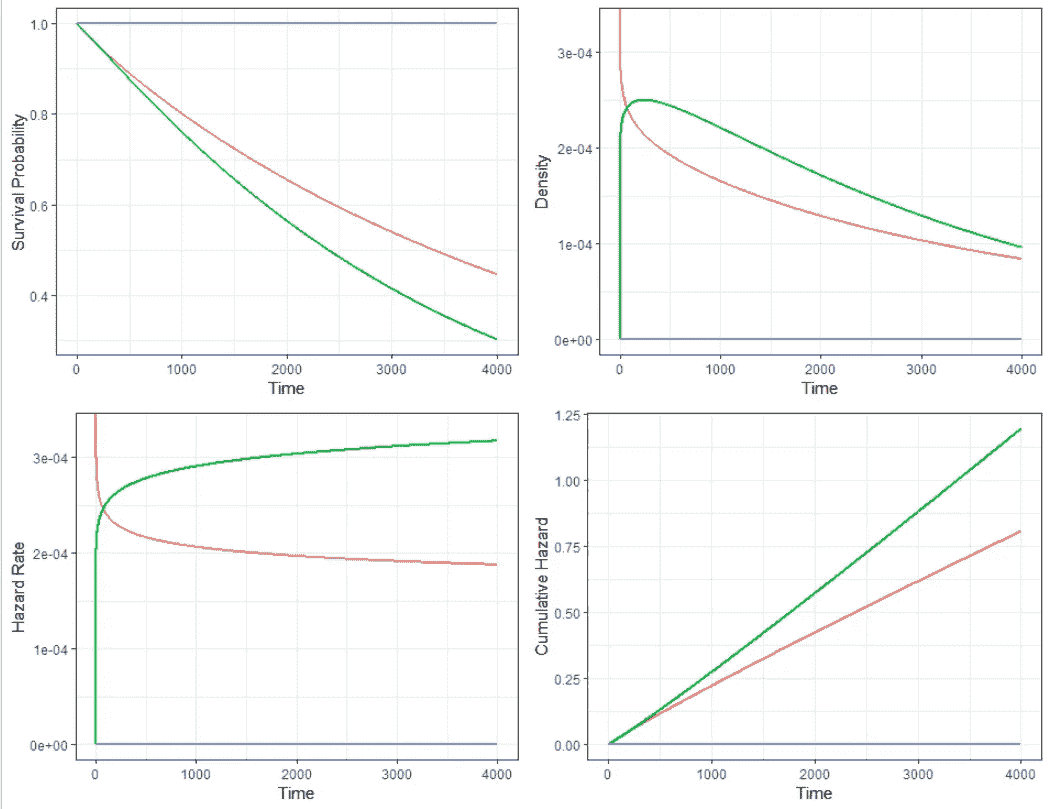 Survival Probability
1.0
0.8
0.6
0.4
0
1000
2000
3000
4000
Time
Density
3e-04
2e-04
1e-04
0e+00
0
1000
2000
3000
4000
Time
Hazard Rate
3e-04
2e-04
1e-04
0e+00
0
1000
2000
3000
4000
Time
Cumulative Hazard
1.25
1.00
0.75
0.50
0.25
0.00
0
1000
2000
3000
4000
Time